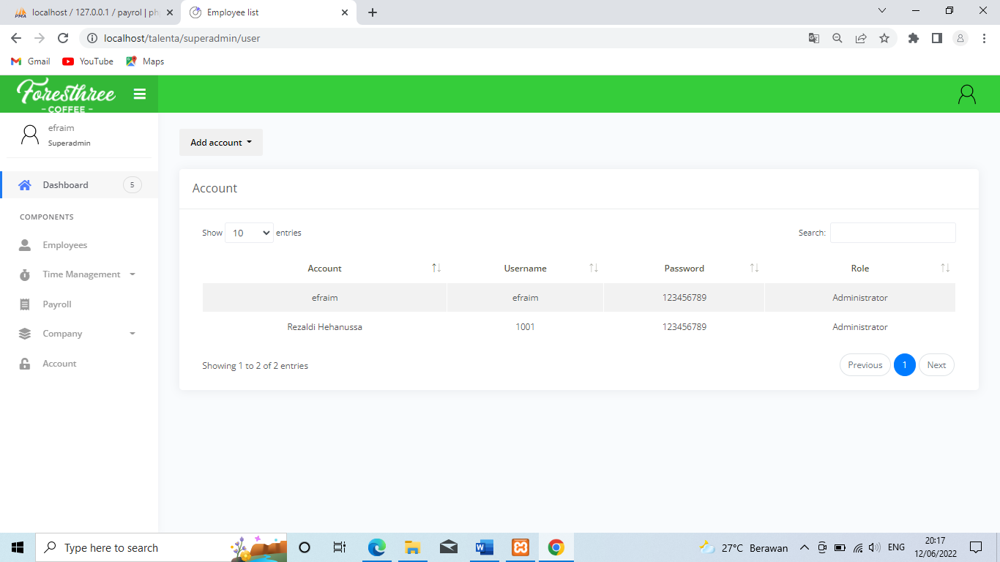 localhost / 127.0.0.1 / payrol | ph
Employee list
localhost/talenta/superadmin/user
Gmail
YouTube
Maps
Foresthree
COFFEE
efraim
Superadmin
Add account
Dashboard
5
Account
COMPONENTS
Employees
Time Management
Payroll
Company
Account
Show 10 entries
Search:
Account Username Password Role
efraim efraim 123456789 Administrator
Rezaldi Hehanussa 1001 123456789 Administrator
Showing 1 to 2 of 2 entries
Previous 1 Next
Type here to search
27°C Berawan
ENG
20:17
12/06/2022